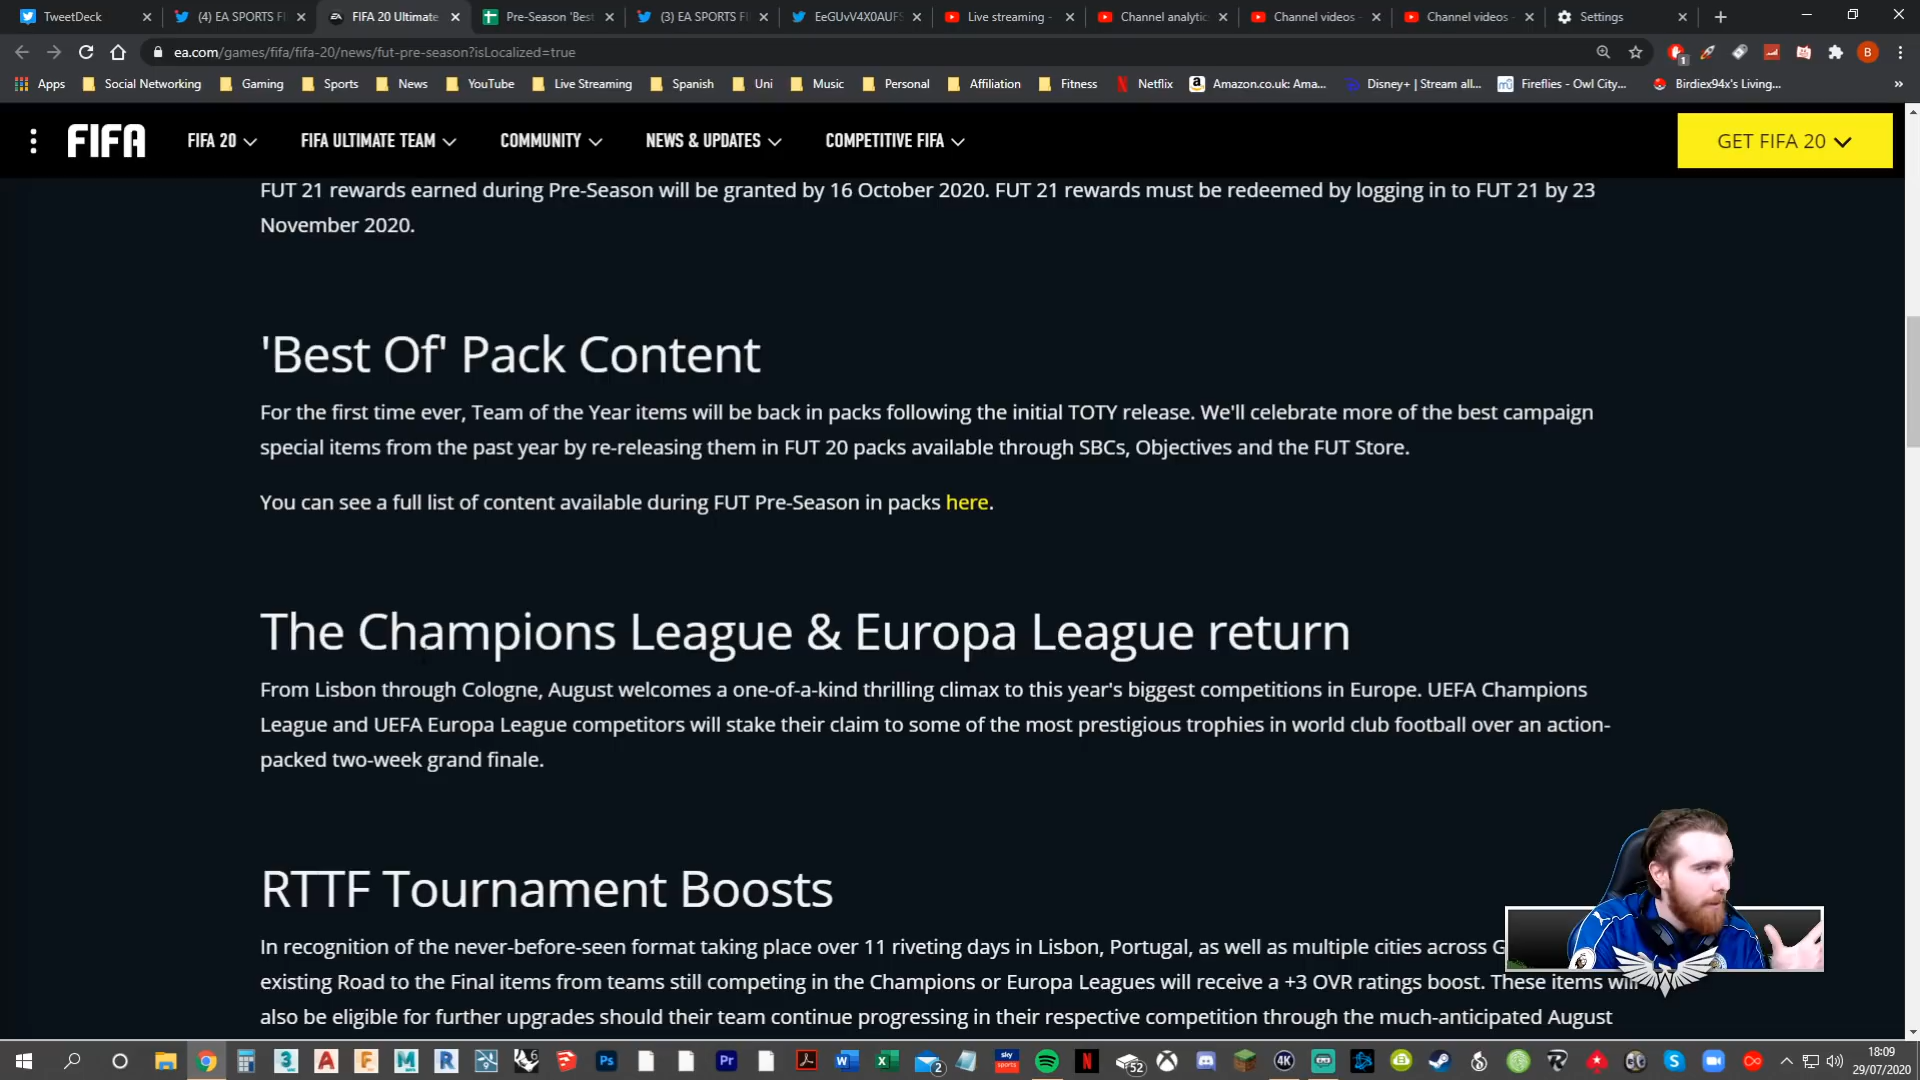 TweetDeck
(4) EA SPORTS FI
FIFA 20 Ultimate
Pre-Season 'Best
(3) EA SPORTS FI
EeGUvV4X0AUFS
Live streaming -
Channel analytic
Channel videos -
Channel videos -
Settings
ea.com/games/fifa/fifa-20/news/fut-pre-season?isLocalized=true
1
B
Apps
Social Networking
Gaming
Sports
News
YouTube
Live Streaming
Spanish
Uni
Music
Personal
Affiliation
Fitness
Netflix
Amazon.co.uk: Ama...
Disney+ | Stream all...
Fireflies - Owl City...
Birdiex94x's Living...
FIFA
FIFA 20
FIFA ULTIMATE TEAM
COMMUNITY
NEWS & UPDATES
COMPETITIVE FIFA
GET FIFA 20
FUT 21 rewards earned during Pre-Season will be granted by 16 October 2020. FUT 21 rewards must be redeemed by logging in to FUT 21 by 23
November 2020.
'Best Of' Pack Content
For the first time ever, Team of the Year items will be back in packs following the initial TOTY release. We'll celebrate more of the best campaign
special items from the past year by re-releasing them in FUT 20 packs available through SBCs, Objectives and the FUT Store.
You can see a full list of content available during FUT Pre-Season in packs here.
The Champions League & Europa League return
From Lisbon through Cologne, August welcomes a one-of-a-kind thrilling climax to this year's biggest competitions in Europe. UEFA Champions
League and UEFA Europa League competitors will stake their claim to some of the most prestigious trophies in world club football over an action-
packed two-week grand finale.
RTTF Tournament Boosts
In recognition of the never-before-seen format taking place over 11 riveting days in Lisbon, Portugal, as well as multiple cities across G
existing Road to the Final items from teams still competing in the Champions or Europa Leagues will receive a +3 OVR ratings boost. These items will
also be eligible for further upgrades should their team continue progressing in their respective competition through the much-anticipated August
18:09
29/07/2020